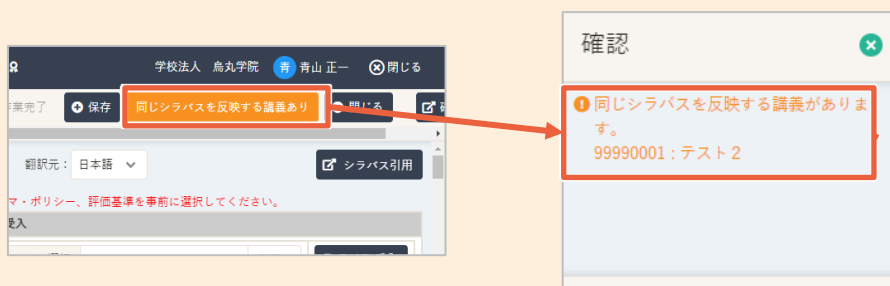 学校法人 烏丸学院 青 青山 正一 閉じる
業完了 保存 同じシラバスを反映する講義あり 閉じる
翻訳元： 日本語 シラバス引用
マ・ポリシー、評価基準を事前に選択してください。
受入
確認
同じシラバスを反映する講義がありま
す。
99990001：テスト2